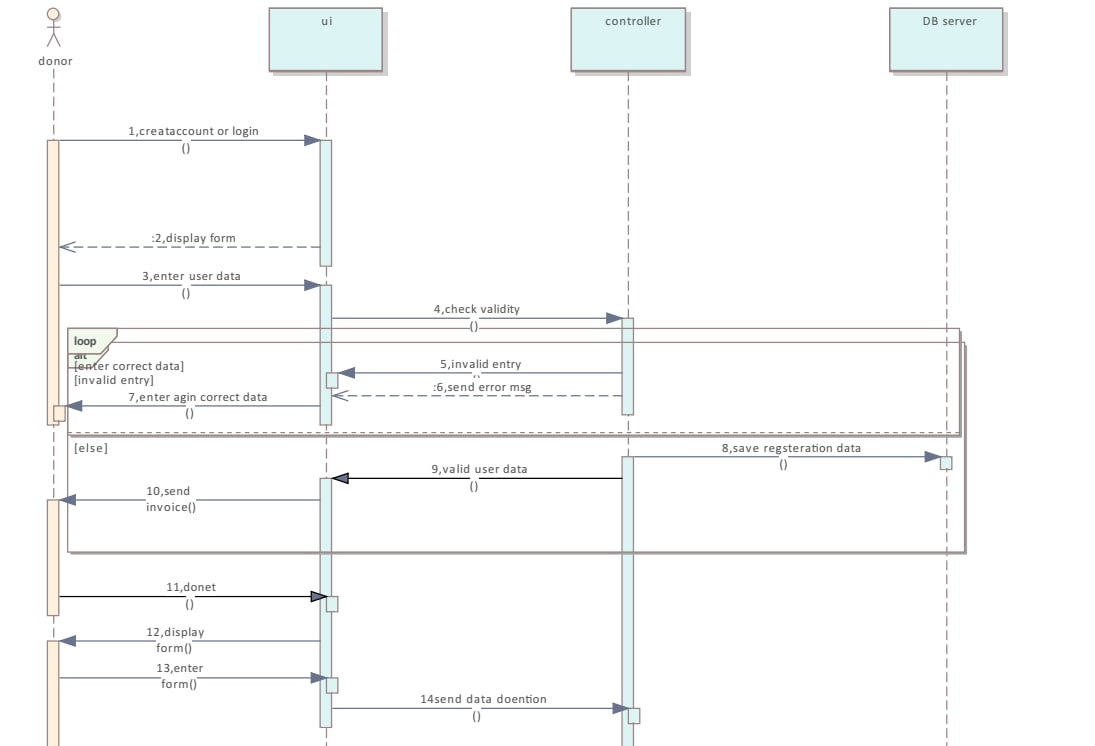 donor
ui
controller
DB server
1,creataccount or login
()
:2,display form
3,enter user data
()
4,check validity
()
loop
alt
[enter correct data]
[invalid entry]
5,invalid entry
()
:6,send error msg
7,enter agin correct data
()
[else]
8,save regsteration data
()
9,valid user data
()
10,send
invoice()
11,donet
()
12,display
form()
13,enter
form()
14send data doention
()